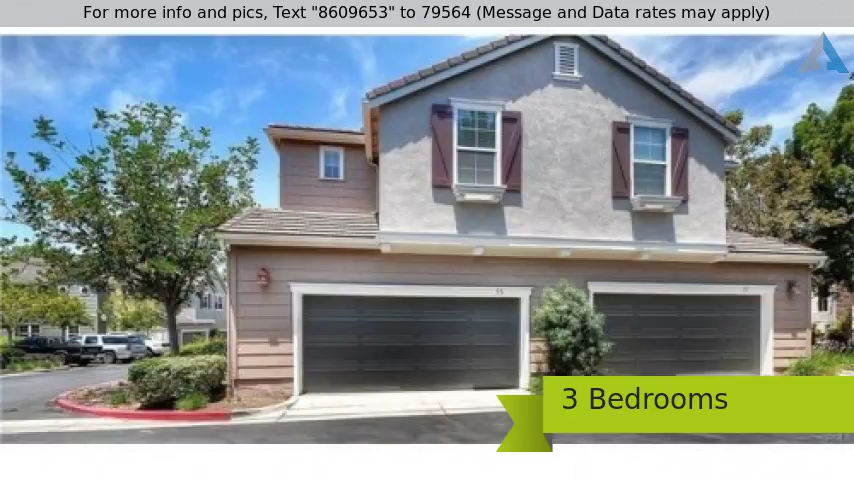 For more info and pics, Text "8609653" to 79564 (Message and Data rates may apply)
3 Bedrooms